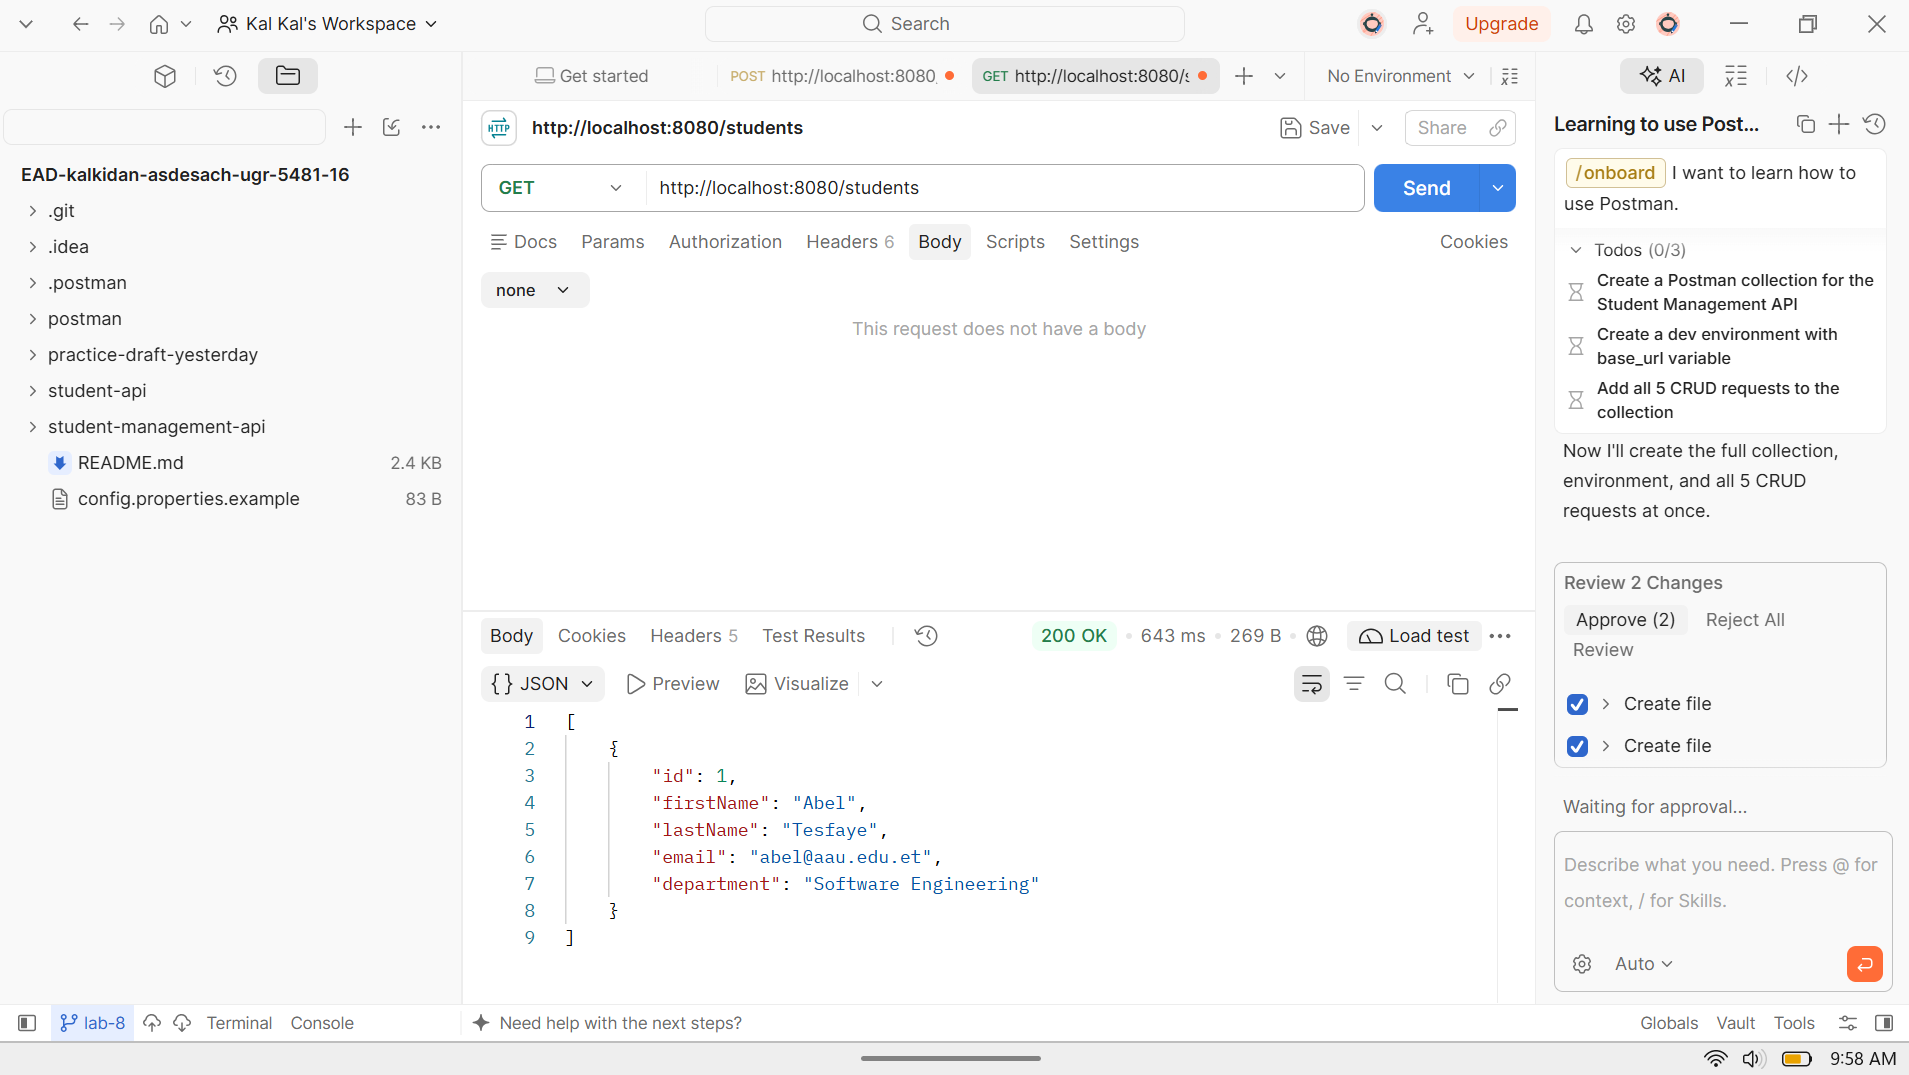 Kal Kal's Workspace
Search
Upgrade
Get started
POST http://localhost:8080
GET http://localhost:8080/s
No Environment
AI
EAD-kalkidan-asdesach-ugr-5481-16
.git
.idea
.postman
postman
practice-draft-yesterday
student-api
student-management-api
README.md 2.4 KB
config.properties.example 83 B
HTTP http://localhost:8080/students
Save
Share
GET http://localhost:8080/students
Send
Docs Params Authorization Headers 6 Body Scripts Settings
Cookies
none
This request does not have a body
Body Cookies Headers 5 Test Results
200 OK • 643 ms • 269 B •
Load test
{} JSON
Preview
Visualize
1 [
2 {
3 "id": 1,
4 "firstName": "Abel",
5 "lastName": "Tesfaye",
6 "email": "abel@aau.edu.et",
7 "department": "Software Engineering"
8 }
9 ]
Learning to use Post...
/onboard I want to learn how to
use Postman.
Todos (0/3)
Create a Postman collection for the
Student Management API
Create a dev environment with
base_url variable
Add all 5 CRUD requests to the
collection
Now I'll create the full collection,
environment, and all 5 CRUD
requests at once.
Review 2 Changes
Approve (2) Reject All
Review
Create file
Create file
Waiting for approval...
Describe what you need. Press @ for
context, / for Skills.
Auto
lab-8
Terminal Console
Need help with the next steps?
Globals Vault Tools
9:58 AM